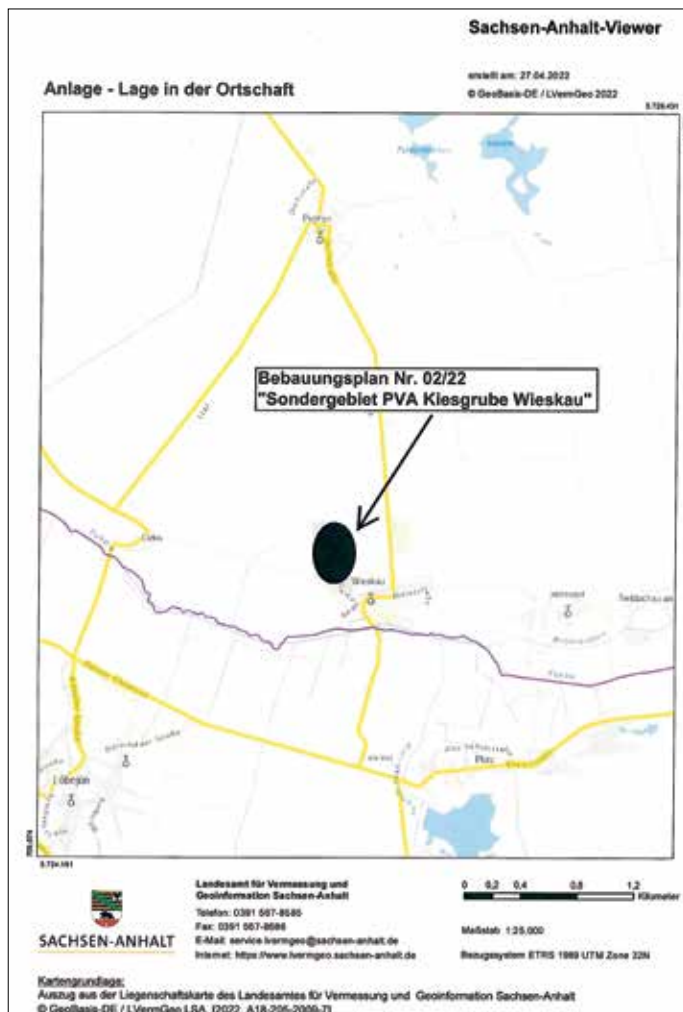 Sachsen-Anhalt-Viewer
erstellt am: 27.04.2022
© GeoBasis-DE / LVermGeo 2022
Anlage - Lage in der Ortschaft
Bebauungsplan Nr. 02/22
"Sondergebiet PVA Kiesgrube Wieskau"
Wieskau
Löbejün
Plötz
SACHSEN-ANHALT
Landesamt für Vermessung und
Geoinformation Sachsen-Anhalt
Telefon: 0391 567-8585
Fax: 0391 567-8686
E-Mail: service.lvermgeo@sachsen-anhalt.de
Internet: https://www.lvermgeo.sachsen-anhalt.de
0 0,2 0,4 0,8 1,2
Kilometer
Maßstab 1:25.000
Bezugssystem ETRS 1989 UTM Zone 32N
Kartengrundlage:
Auszug aus der Liegenschaftskarte des Landesamtes für Vermessung und Geoinformation Sachsen-Anhalt
© GeoBasis-DE / LVermGeo LSA, [2022, A18-205-2009-7]